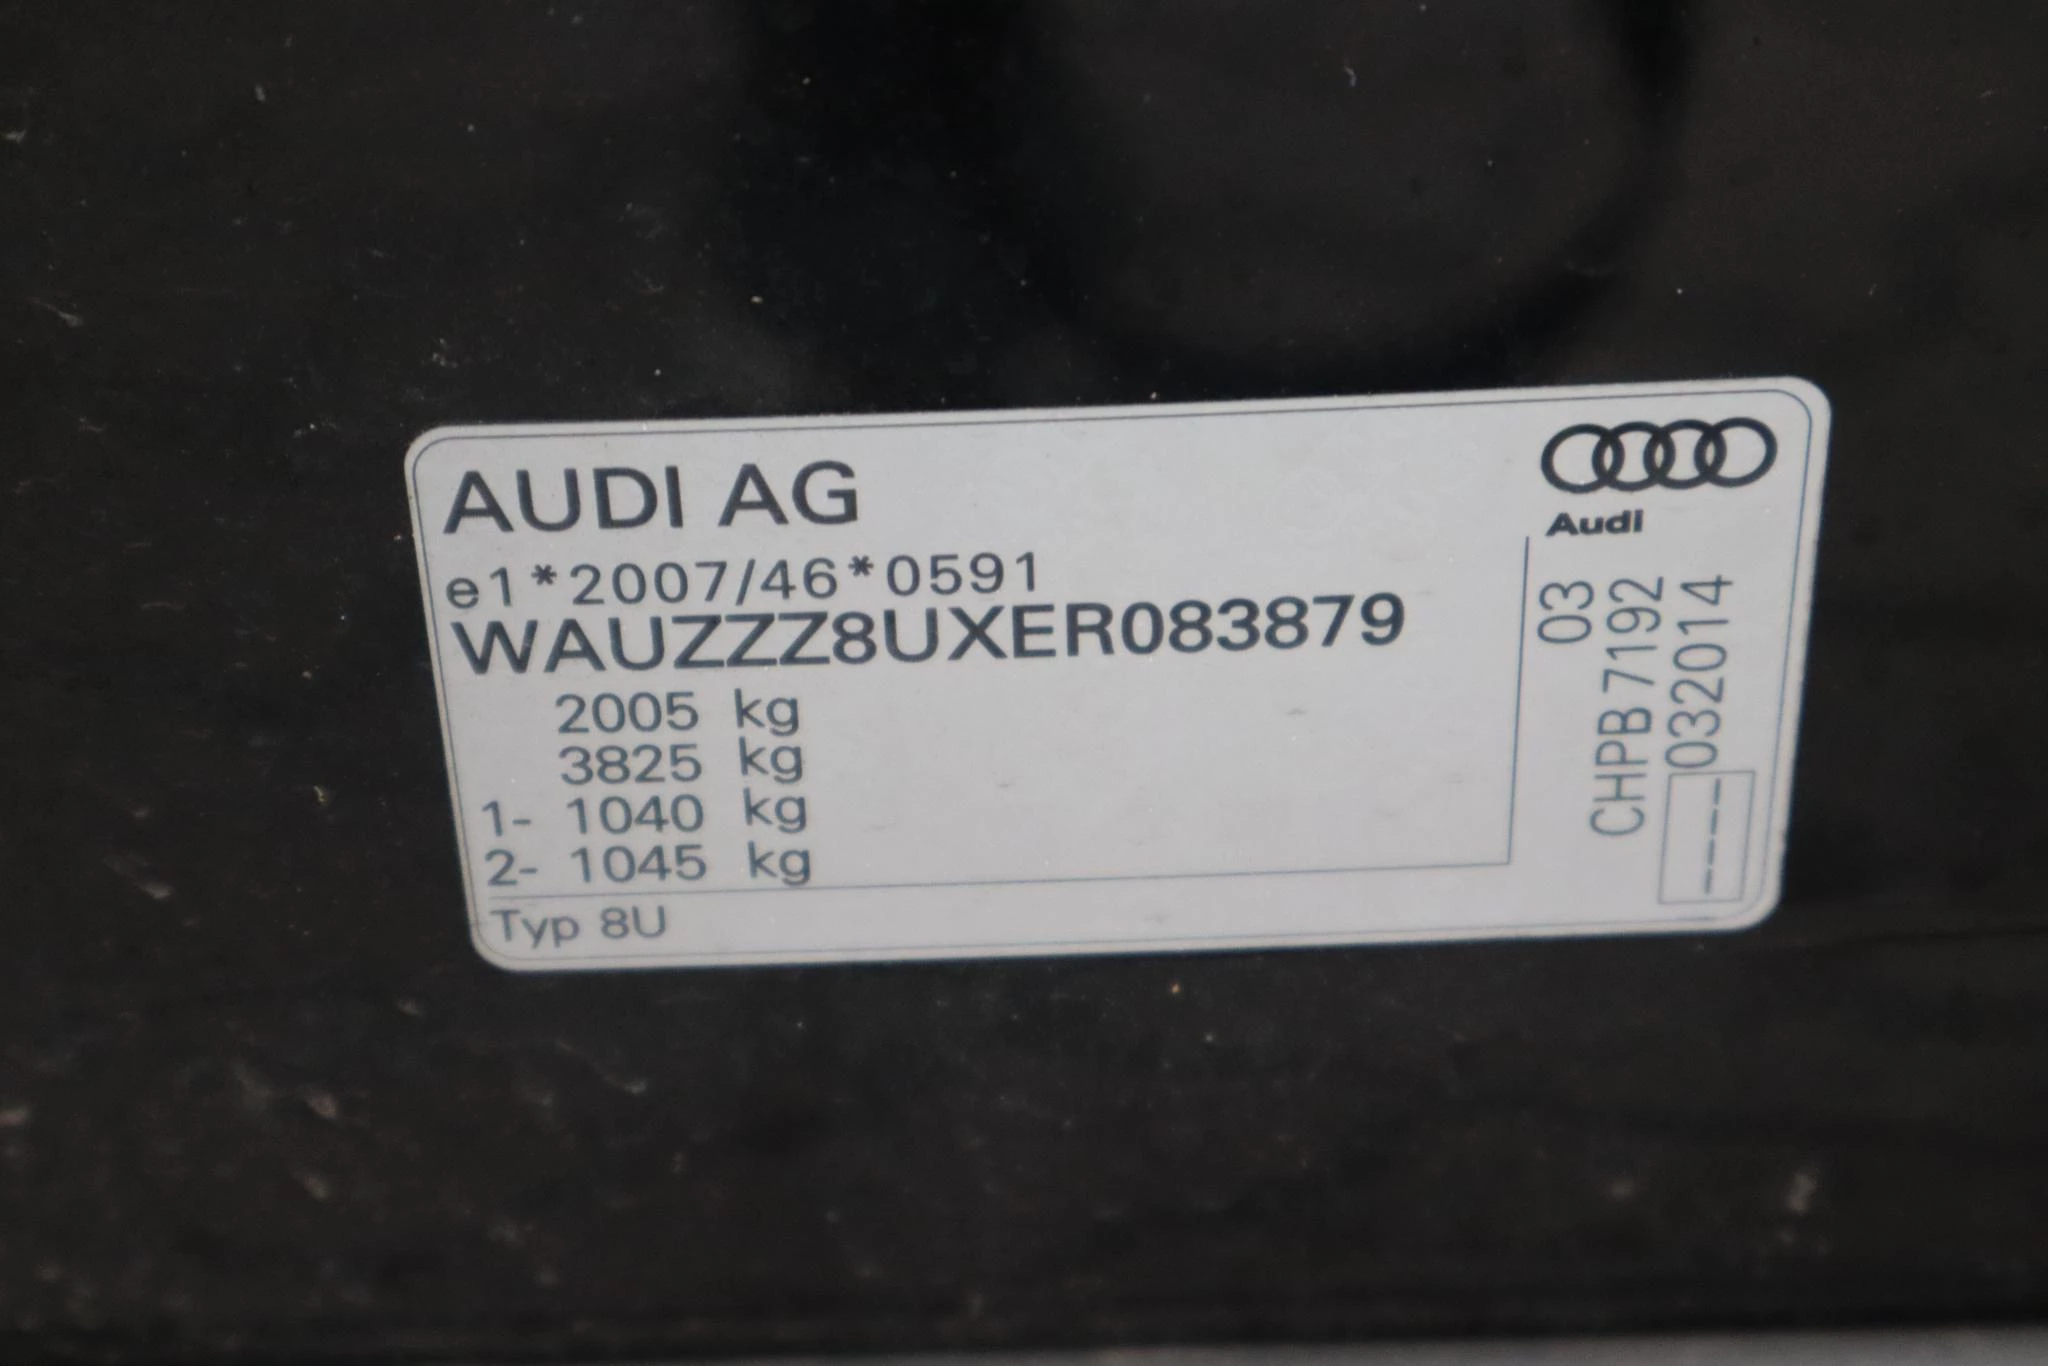 AUDI AG
e1*2007/46*0591
WAUZZZ8UXER083879
2005 kg
3825 kg
1- 1040 kg
2- 1045 kg
Typ 8U
Audi
03
CHPB 7192
-----032014